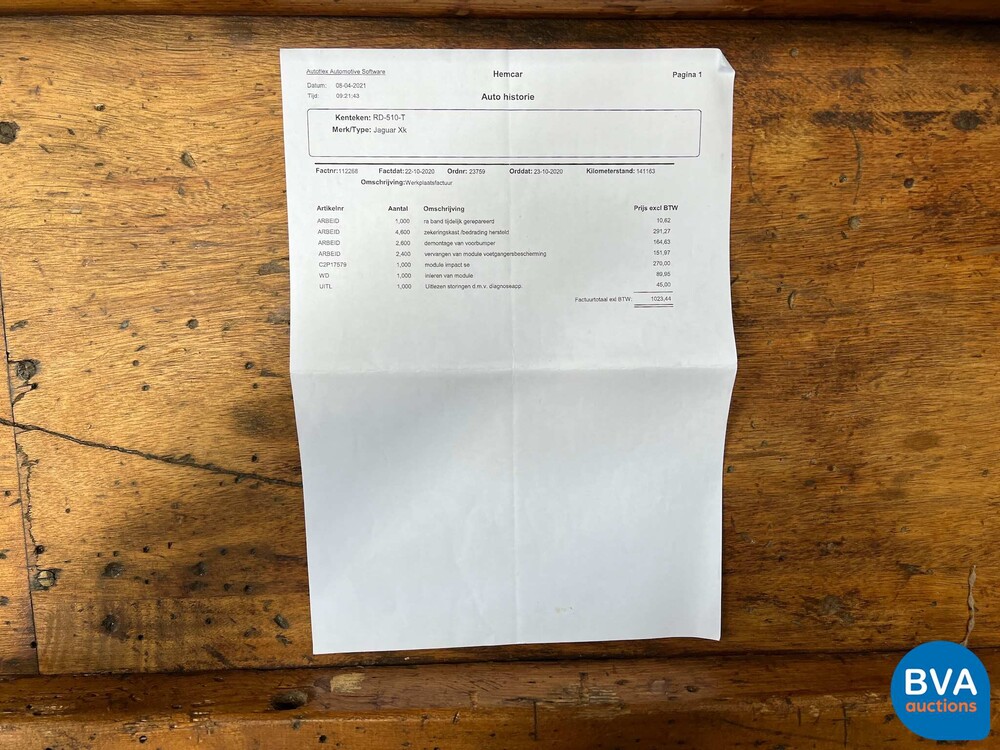 Autoflex Automotive Software Hemcar Pagina 1
Datum: 08-04-2021
Tijd: 09:21:43 Auto historie
Kenteken: RD-510-T
Merk/Type: Jaguar Xk
Factnr:112268 Factdat:22-10-2020 Ordnr: 23759 Orddat: 23-10-2020 Kilometerstand: 141163
Omschrijving:Werkplaatsfactuur
Artikelnr Aantal Omschrijving Prijs excl BTW
ARBEID 1,000 ra band tijdelijk gerepareerd 10,62
ARBEID 4,600 zekeringkast /bedrading hersteld 291,27
ARBEID 2,600 demontage van voorbumper 164,63
ARBEID 2,400 vervangen van module voetgangersbescherming 151,97
C2P17579 1,000 module impact se 270,00
WD 1,000 inleren van module 89,95
UITL 1,000 Uitlezen storingen d.m.v. diagnoseapp. 45,00
Factuurtotaal exl BTW: 1023,44
BVA
auctions